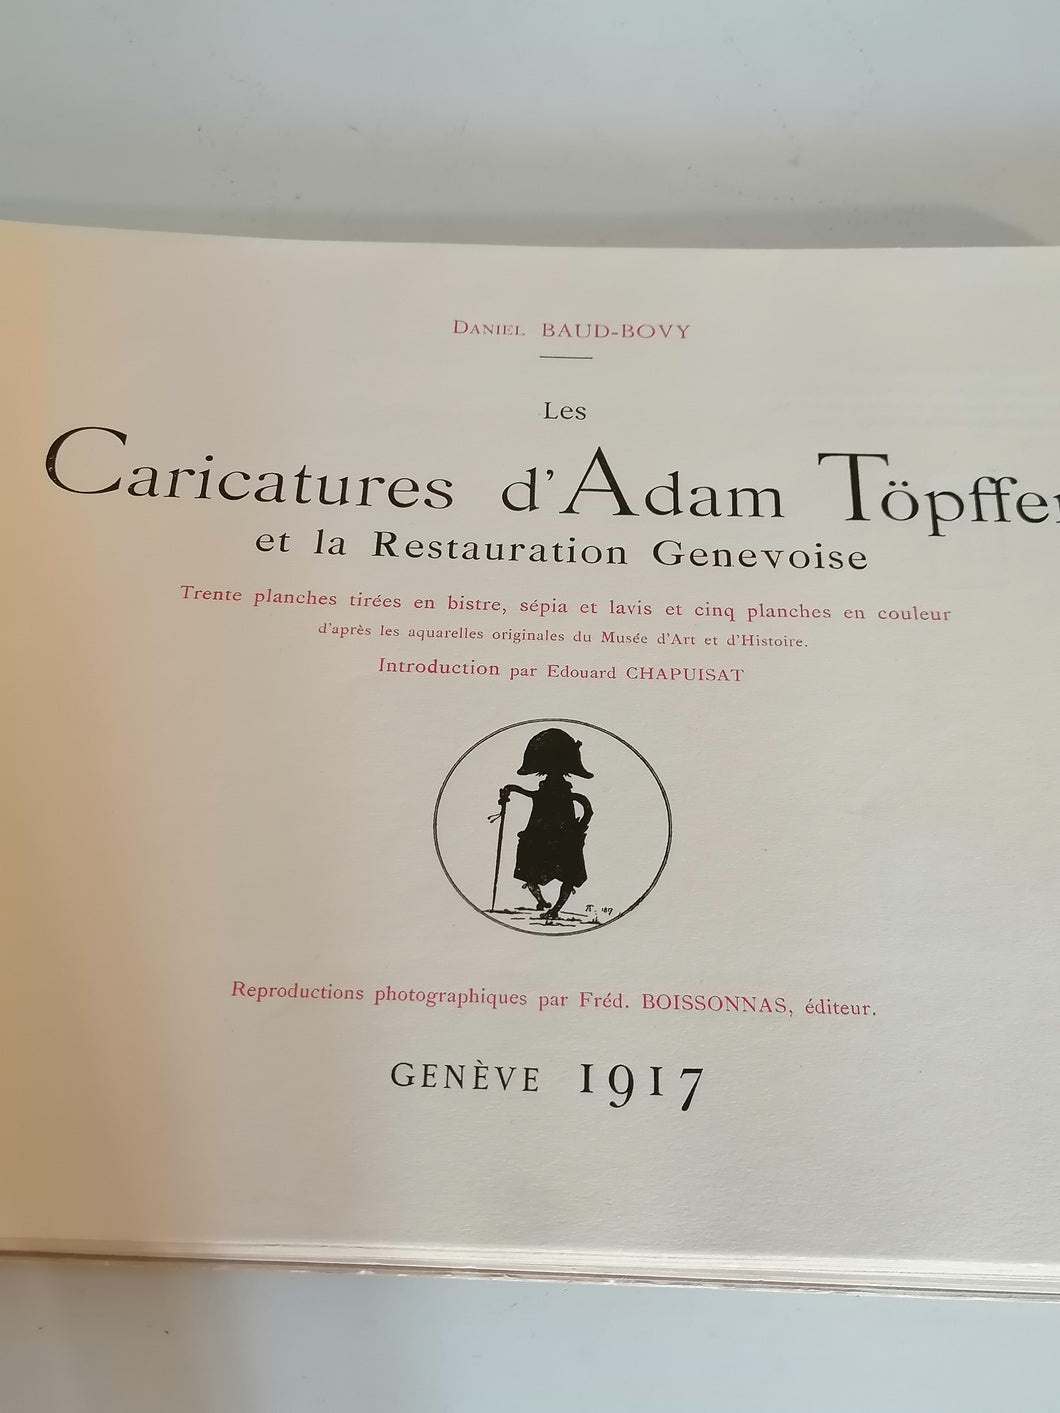 Daniel BAUD-BOVY
Les
Caricatures d'Adam Töpffer
et la Restauration Genevoise
Trente planches tirées en bistre, sépia et lavis et cinq planches en couleur
d'après les aquarelles originales du Musée d'Art et d'Histoire.
Introduction par Edouard CHAPUISAT
Reproductions photographiques par Fréd. BOISSONNAS, éditeur.
GENÈVE 1917